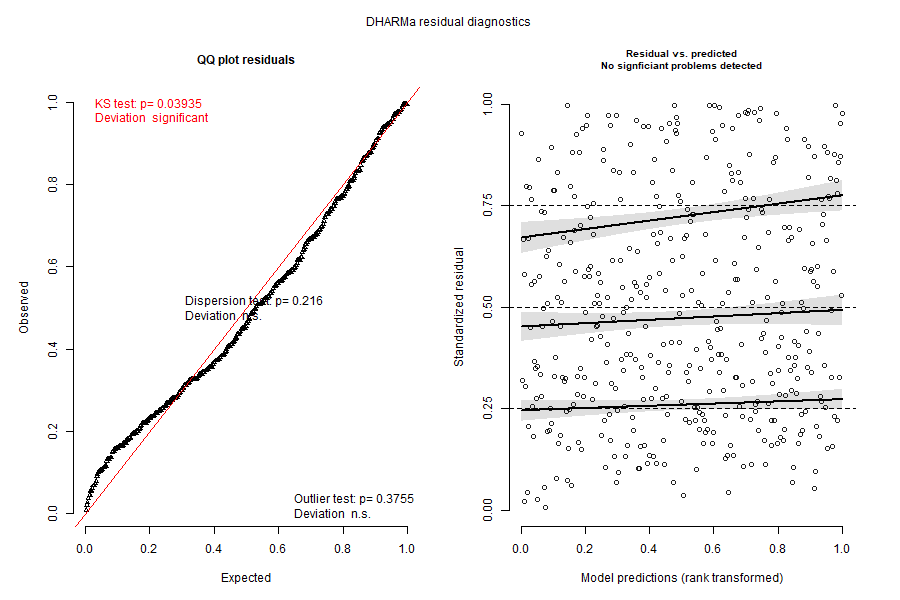 DHARMa residual diagnostics
QQ plot residuals
KS test: p= 0.03935
Deviation significant
Dispersion test: p= 0.216
Deviation n.s.
Outlier test: p= 0.3755
Deviation n.s.
Observed
0.0
0.2
0.4
0.6
0.8
1.0
0.0 0.2 0.4 0.6 0.8 1.0
Expected
Residual vs. predicted
No signficiant problems detected
Standardized residual
0.00
0.25
0.50
0.75
1.00
0.0 0.2 0.4 0.6 0.8 1.0
Model predictions (rank transformed)